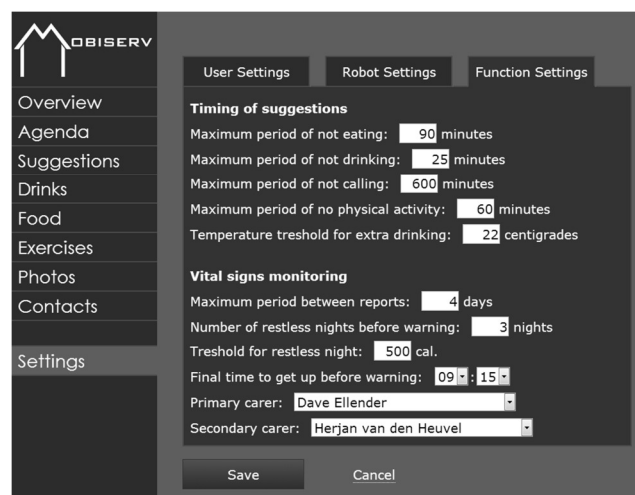 MOBISERV
User Settings
Robot Settings
Function Settings
Overview
Agenda
Suggestions
Drinks
Food
Exercises
Photos
Contacts
Settings
Timing of suggestions
Maximum period of not eating: 90 minutes
Maximum period of not drinking: 25 minutes
Maximum period of not calling: 600 minutes
Maximum period of no physical activity: 60 minutes
Temperature treshold for extra drinking: 22 centigrades
Vital signs monitoring
Maximum period between reports: 4 days
Number of restless nights before warning: 3 nights
Treshold for restless night: 500 cal.
Final time to get up before warning: 09 : 15
Primary carer: Dave Ellender
Secondary carer: Herjan van den Heuvel
Save
Cancel